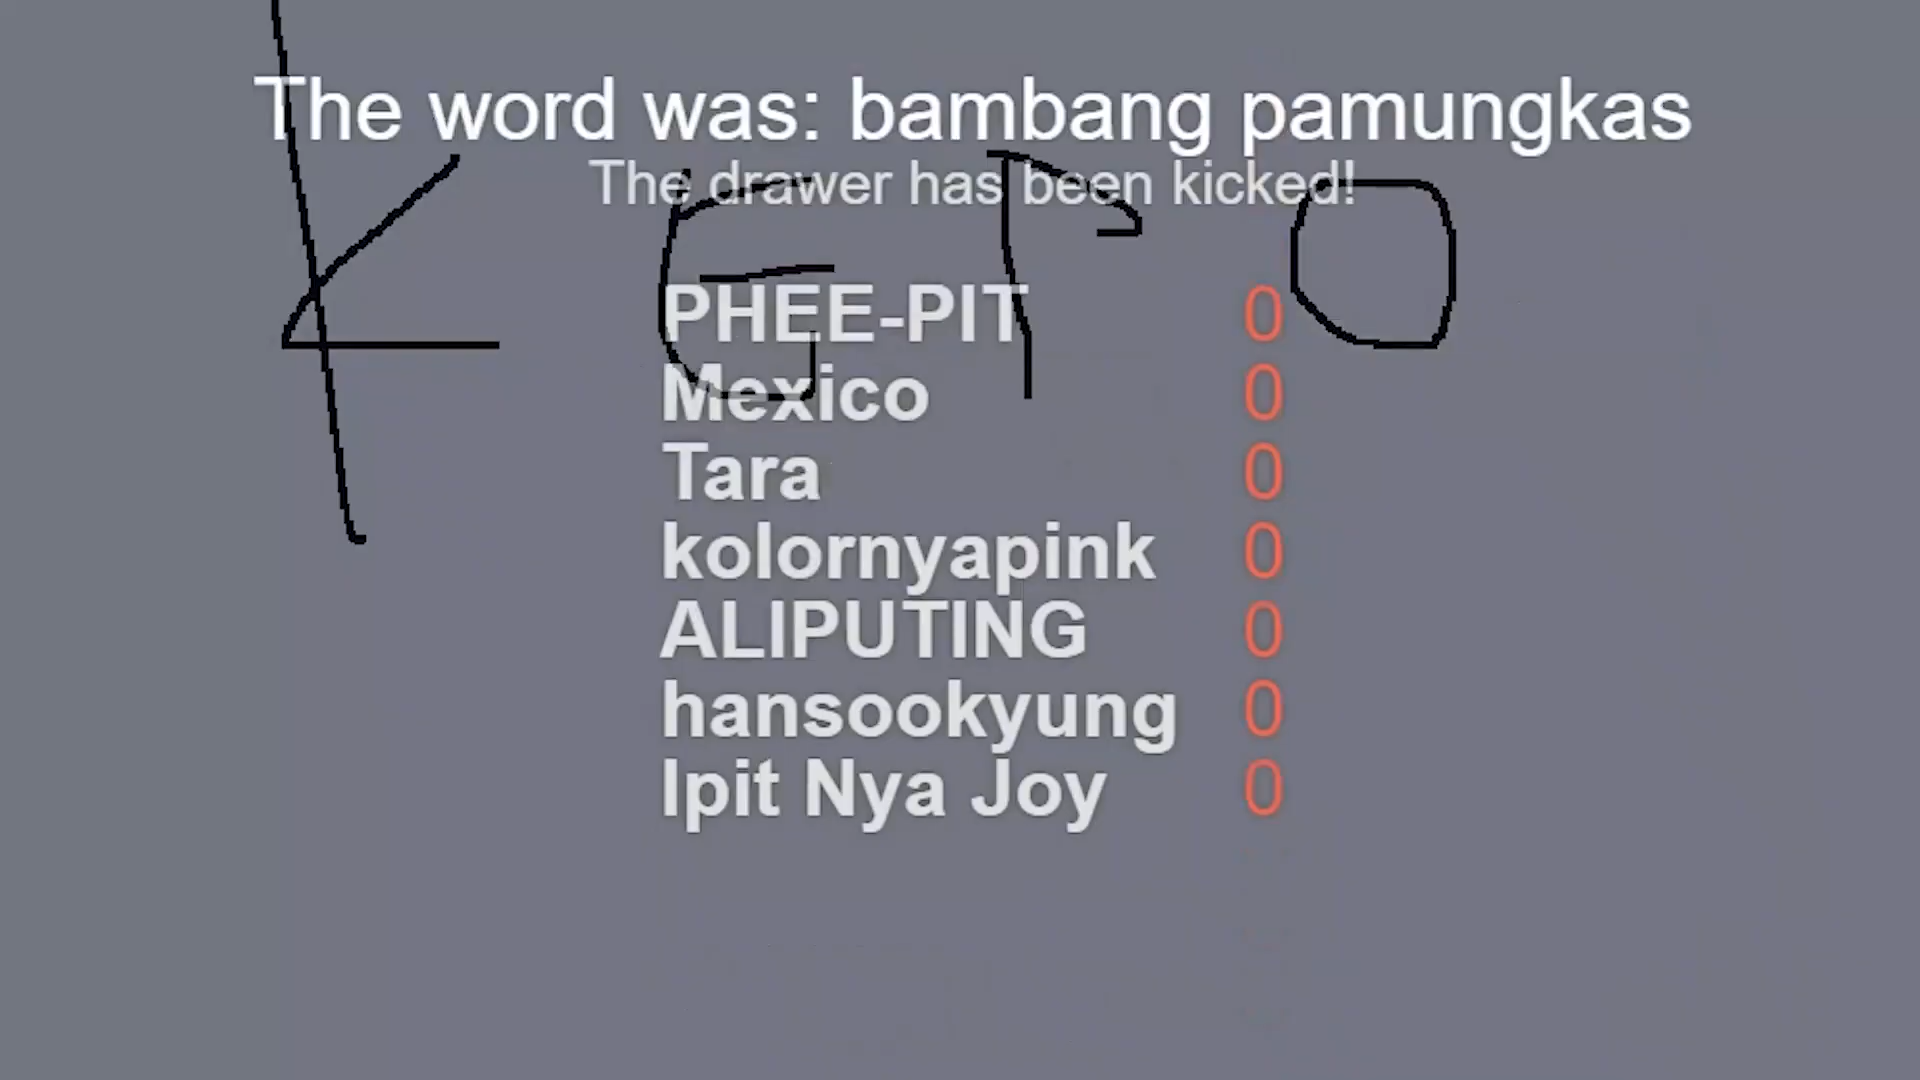 The word was: bambang pamungkas
The drawer has been kicked!
KEPO
PHEE-PIT 0
Mexico 0
Tara 0
kolornyapink 0
ALIPUTING 0
hansookyung 0
Ipit Nya Joy 0